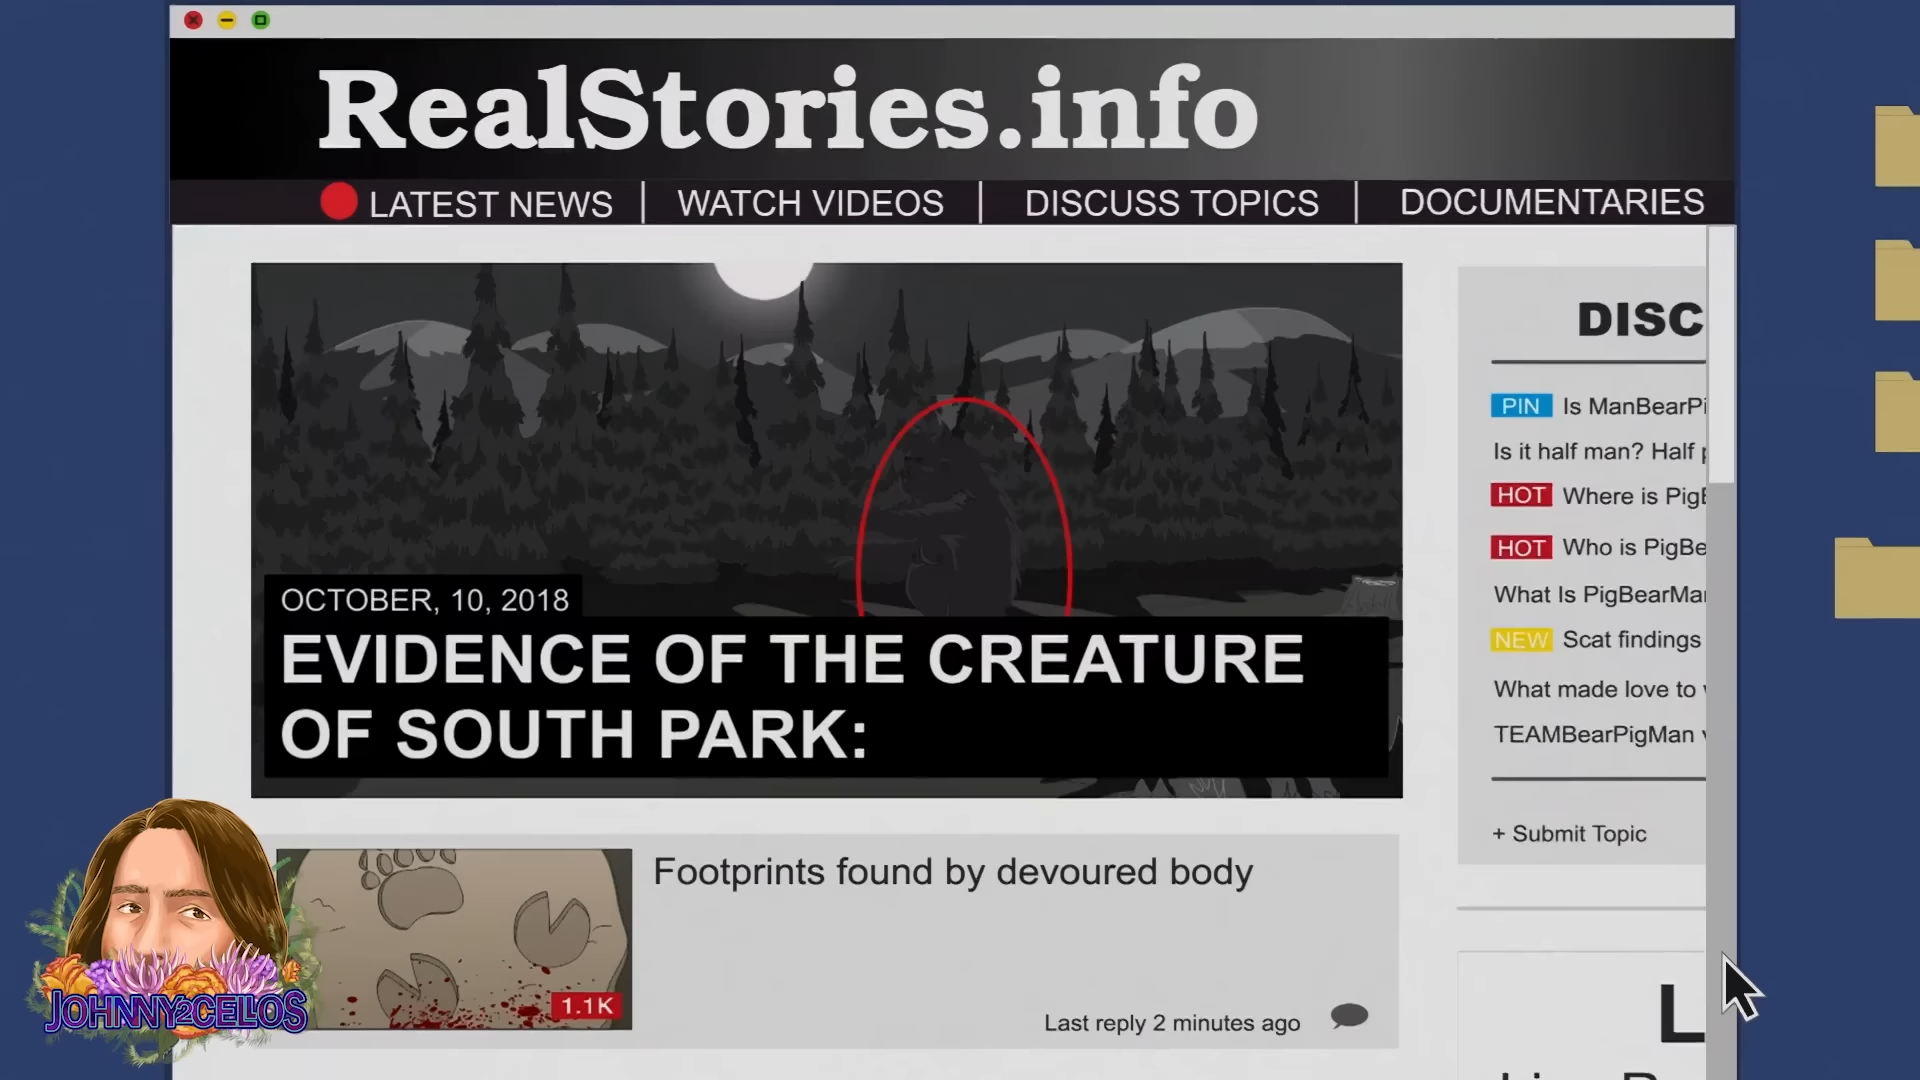 RealStories.info
LATEST NEWS
WATCH VIDEOS
DISCUSS TOPICS
DOCUMENTARIES
OCTOBER, 10, 2018
EVIDENCE OF THE CREATURE
OF SOUTH PARK:
DISC
PIN Is ManBearPi
Is it half man? Half
HOT Where is Pig
HOT Who is PigBe
What Is PigBearMa
NEW Scat findings
What made love to
TEAMBearPigMan
+ Submit Topic
Footprints found by devoured body
1.1K
Last reply 2 minutes ago
L
JOHNNY2CELLOS